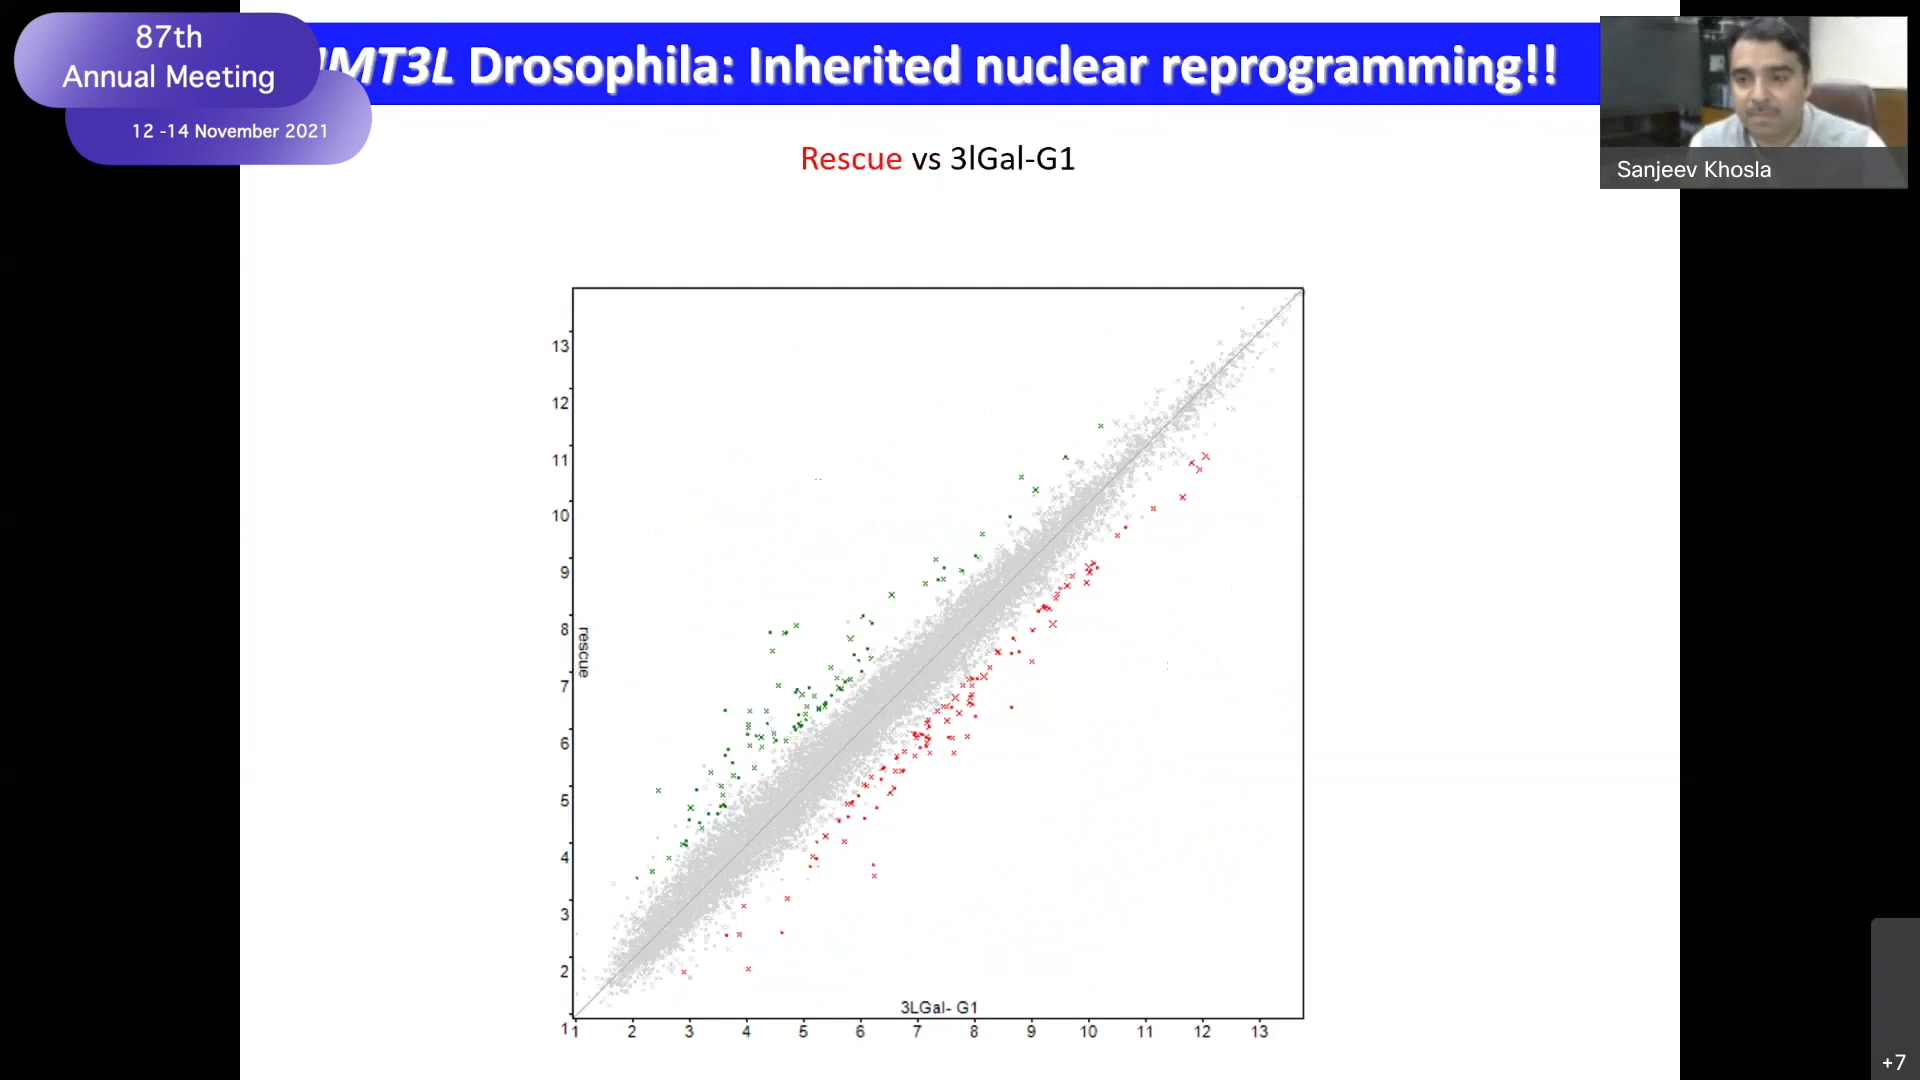 87th
Annual Meeting
12 -14 November 2021
MT3L Drosophila: Inherited nuclear reprogramming!!
Sanjeev Khosla
Rescue vs 3lGal-G1
13
12
11
10
9
8
7
6
5
4
3
2
1
rescue
3LGal- G1
1 2 3 4 5 6 7 8 9 10 11 12 13
+7